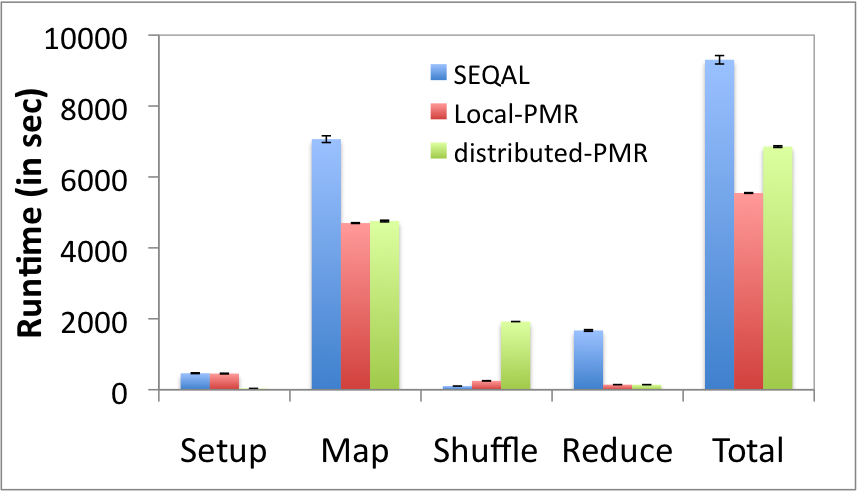 10000
8000
6000
4000
2000
0
Runtime (in sec)
SEQAL
Local-PMR
distributed-PMR
Setup Map Shuffle Reduce Total